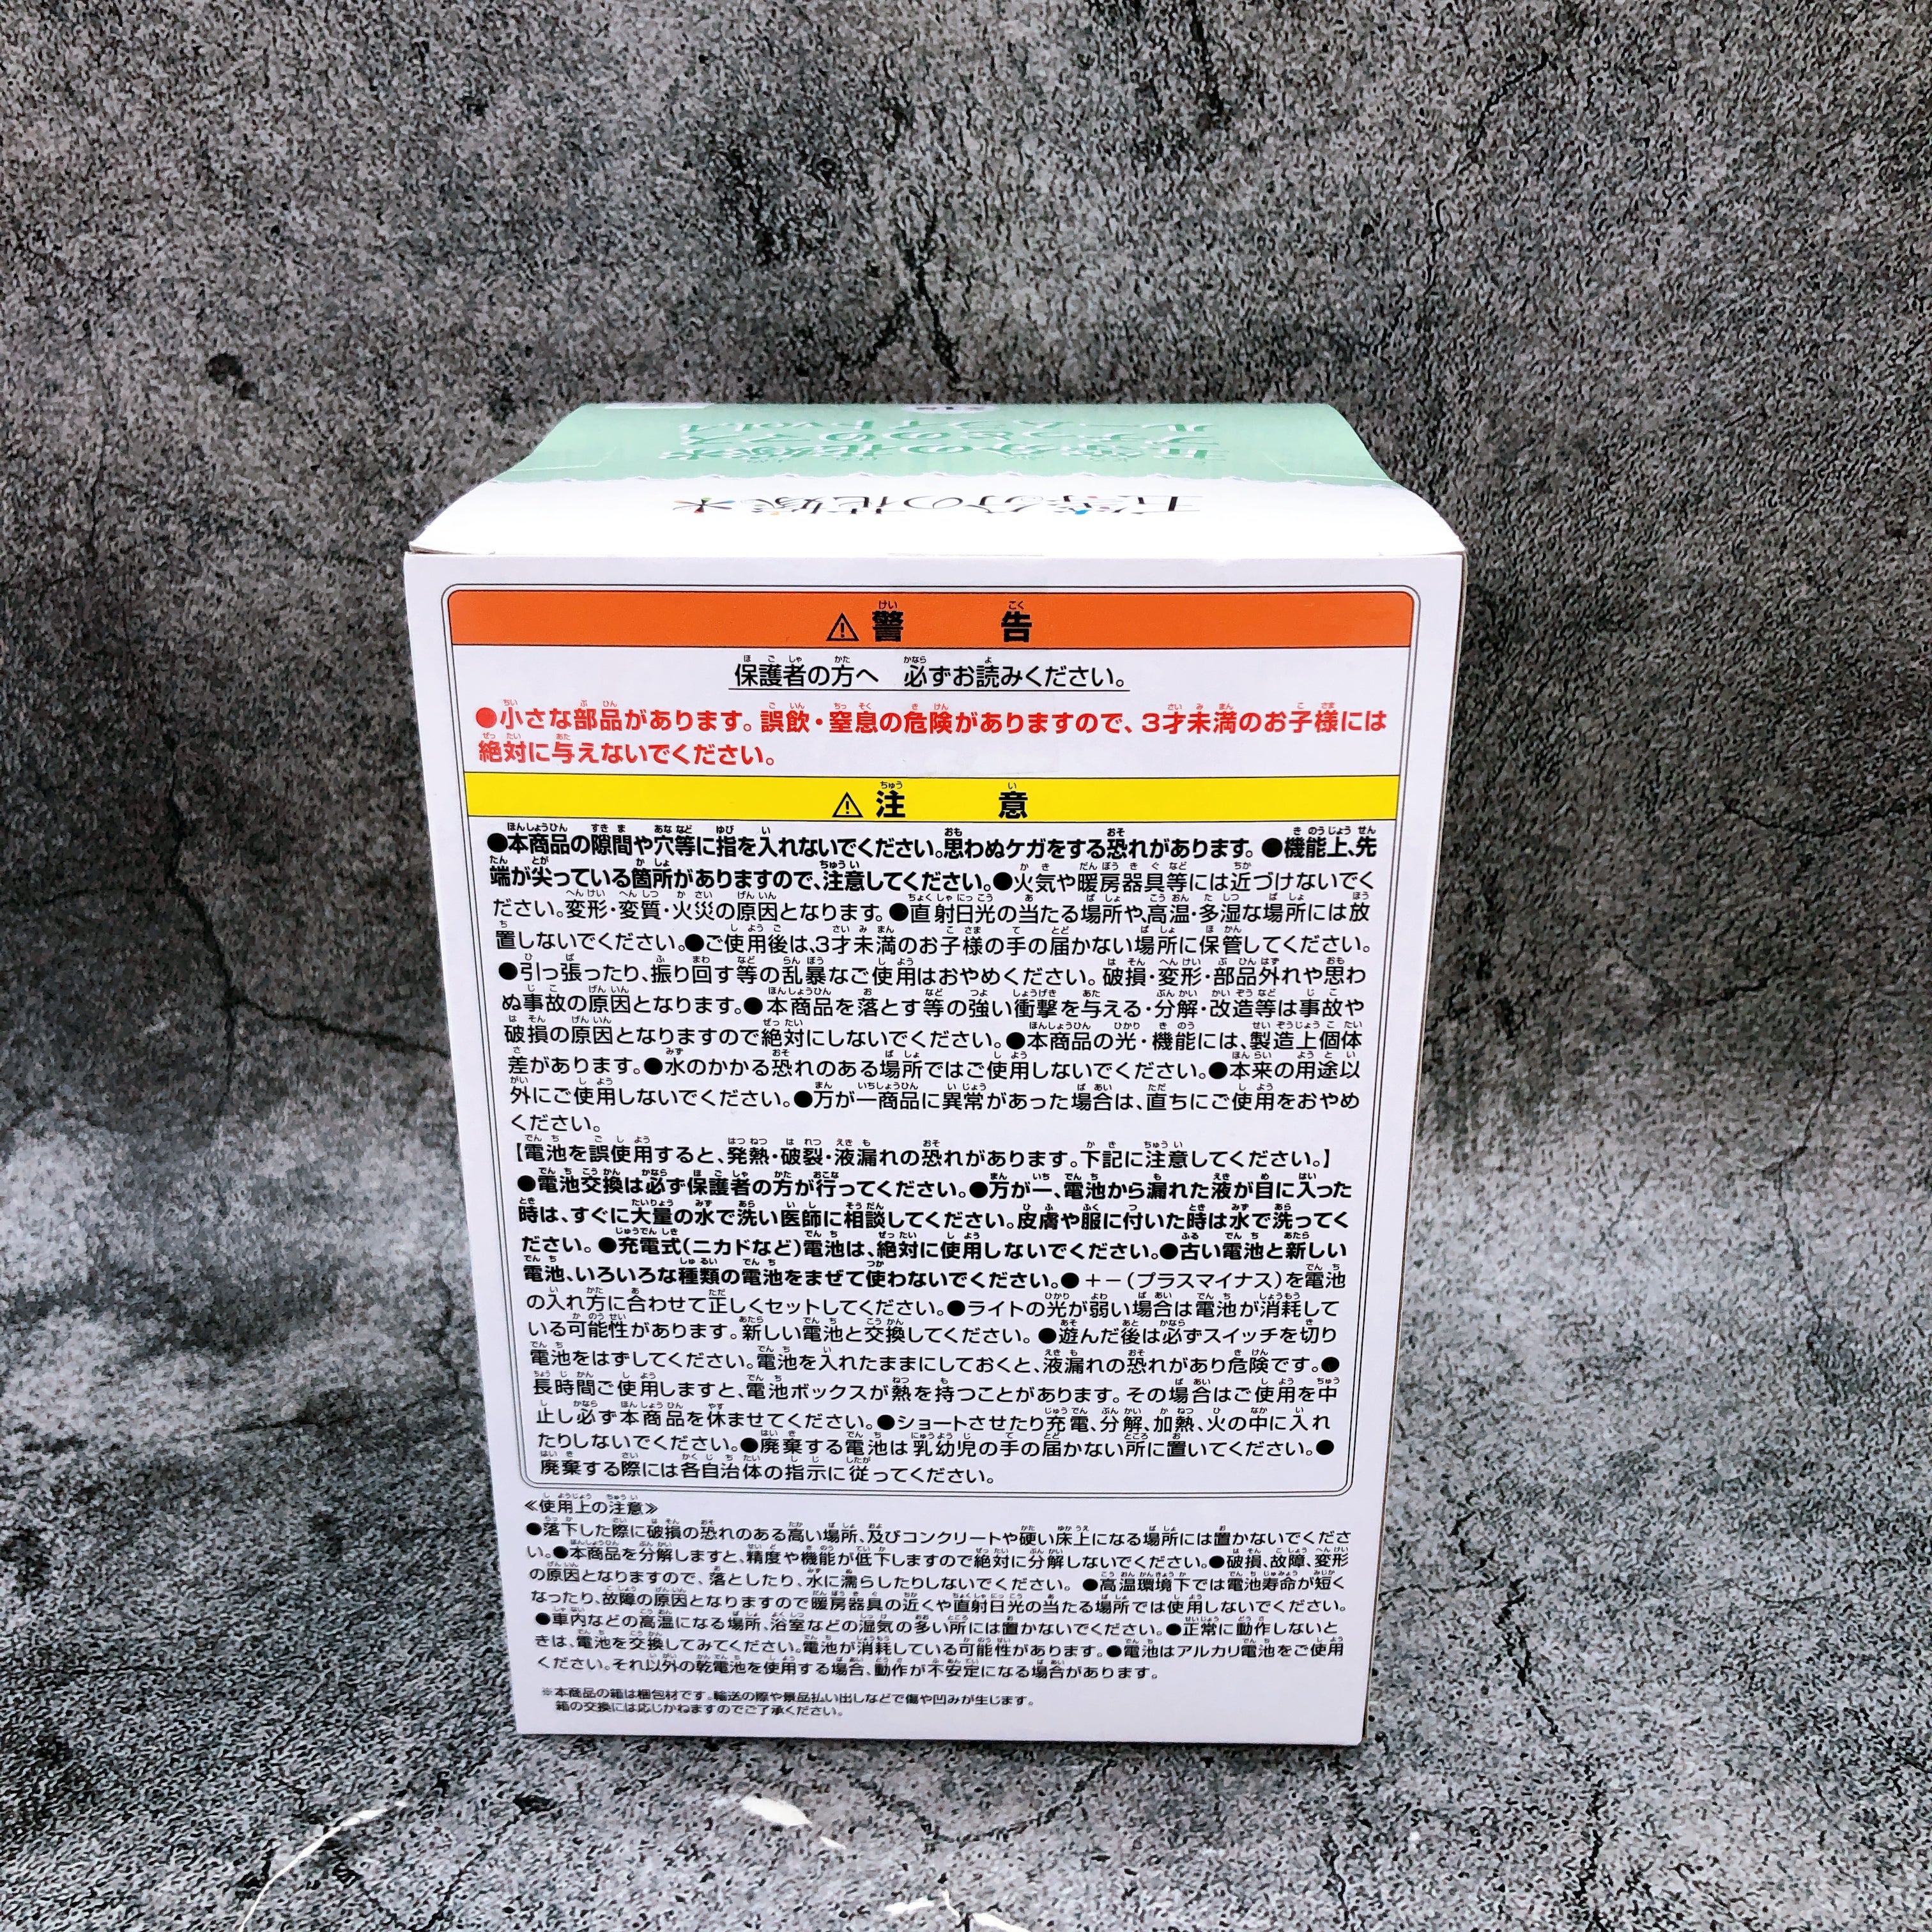 五等分の花嫁※
⚠警告
保護者の方へ 必ずお読みください。
●小さな部品があります。誤飲・窒息の危険がありますので、3才未満のお子様には
絶対に与えないでください。
⚠注意
●本商品の隙間や穴等に指を入れないでください。思わぬケガをする恐れがあります。●機能上、先
端が尖っている箇所がありますので、注意してください。●火気や暖房器具等には近づけないでく
ださい。変形・変質・火災の原因となります。●直射日光の当たる場所や、高温・多湿な場所には放
置しないでください。●ご使用後は、3才未満のお子様の手の届かない場所に保管してください。
●引っ張ったり、振り回す等の乱暴なご使用はおやめください。破損・変形・部品外れや思わ
ぬ事故の原因となります。●本商品を落とす等の強い衝撃を与える・分解・改造等は事故や
破損の原因となりますので絶対にしないでください。●本商品の光・機能には、製造上個体
差があります。●水のかかる恐れのある場所ではご使用しないでください。●本来の用途以
外にご使用しないでください。●万が一商品に異常があった場合は、直ちにご使用をおやめ
ください。
【電池を誤使用すると、発熱・破裂・液漏れの恐れがあります。下記に注意してください。】
●電池交換は必ず保護者の方が行ってください。●万が一、電池から漏れた液が目に入った
時は、すぐに大量の水で洗い医師に相談してください。皮膚や服に付いた時は水で洗ってく
ださい。●充電式(ニカドなど)電池は、絶対に使用しないでください。●古い電池と新しい
電池、いろいろな種類の電池をまぜて使わないでください。●+-(プラスマイナス)を電池
の入れ方に合わせて正しくセットしてください。●ライトの光が弱い場合は電池が消耗して
いる可能性があります。新しい電池と交換してください。●遊んだ後は必ずスイッチを切り
電池をはずしてください。電池を入れたままにしておくと、液漏れの恐れがあり危険です。●
長時間ご使用しますと、電池ボックスが熱を持つことがあります。その場合はご使用を中
止し必ず本商品を休ませてください。●ショートさせたり充電、分解、加熱、火の中に入れ
たりしないでください。●廃棄する電池は乳幼児の手の届かない所に置いてください。●
廃棄する際には各自治体の指示に従ってください。
≪使用上の注意≫
●落下した際に破損の恐れのある高い場所、及びコンクリートや硬い床上になる場所には置かないでくださ
い。●本商品を分解しますと、精度や機能が低下しますので絶対に分解しないでください。●破損、故障、変形
の原因となりますので、落としたり、水に濡らしたりしないでください。●高温環境下では電池寿命が短く
なったり、故障の原因となりますので暖房器具の近くや直射日光の当たる場所では使用しないでください。
●車内などの高温になる場所、浴室などの湿気の多い所には置かないでください。●正常に動作しないと
きは、電池を交換してみてください。電池が消耗している可能性があります。●電池はアルカリ電池をご使用
ください。それ以外の乾電池を使用する場合、動作が不安定になる場合があります。
※本商品の箱は梱包材です。輸送の際や景品払い出しなどで傷や凹みが生じます。
箱の交換には応じかねますのでご了承ください。